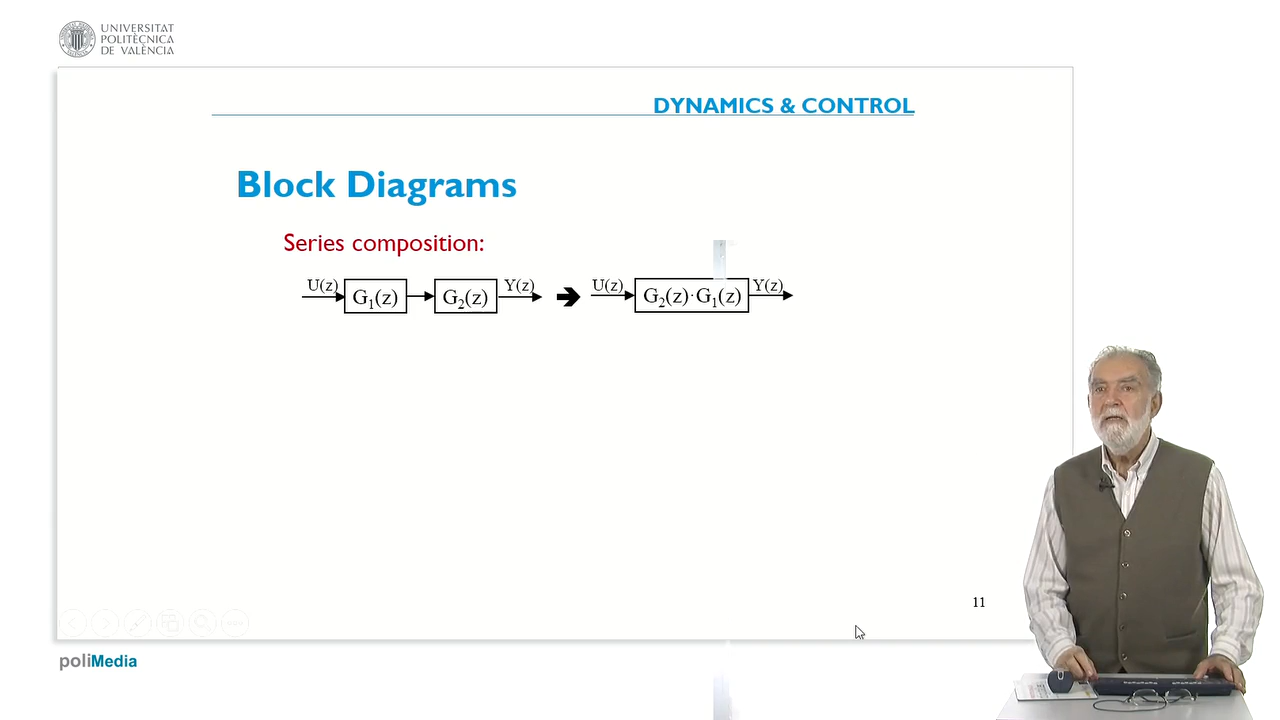 UNIVERSITAT
POLITÈCNICA
DE VALÈNCIA
DYNAMICS & CONTROL
Block Diagrams
Series composition:
U(z) G₁(z) G₂(z) Y(z) U(z) G₂(z)·G₁(z) Y(z)
11
poliMedia